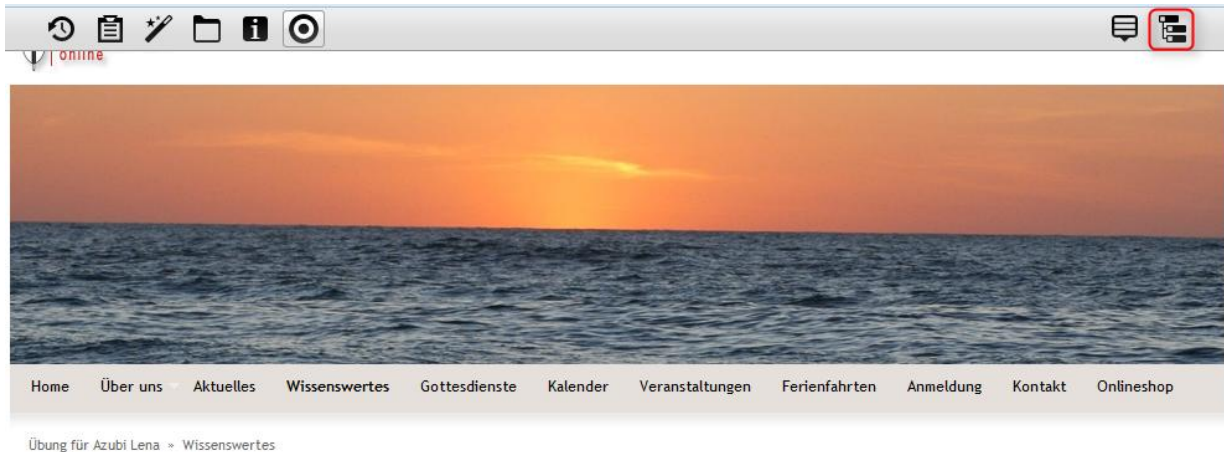 online
Home Über uns Aktuelles Wissenswertes Gottesdienste Kalender Veranstaltungen Ferienfahrten Anmeldung Kontakt Onlineshop
Übung für Azubi Lena » Wissenswertes